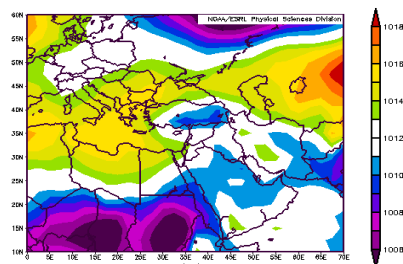 NOAA/ESRL Physical Sciences Division
60N
55N
50N
45N
40N
35N
30N
25N
20N
15N
10N
0 5E 10E 15E 20E 25E 30E 35E 40E 45E 50E 55E 60E 65E 70E
1018
1016
1014
1012
1010
1008
1006